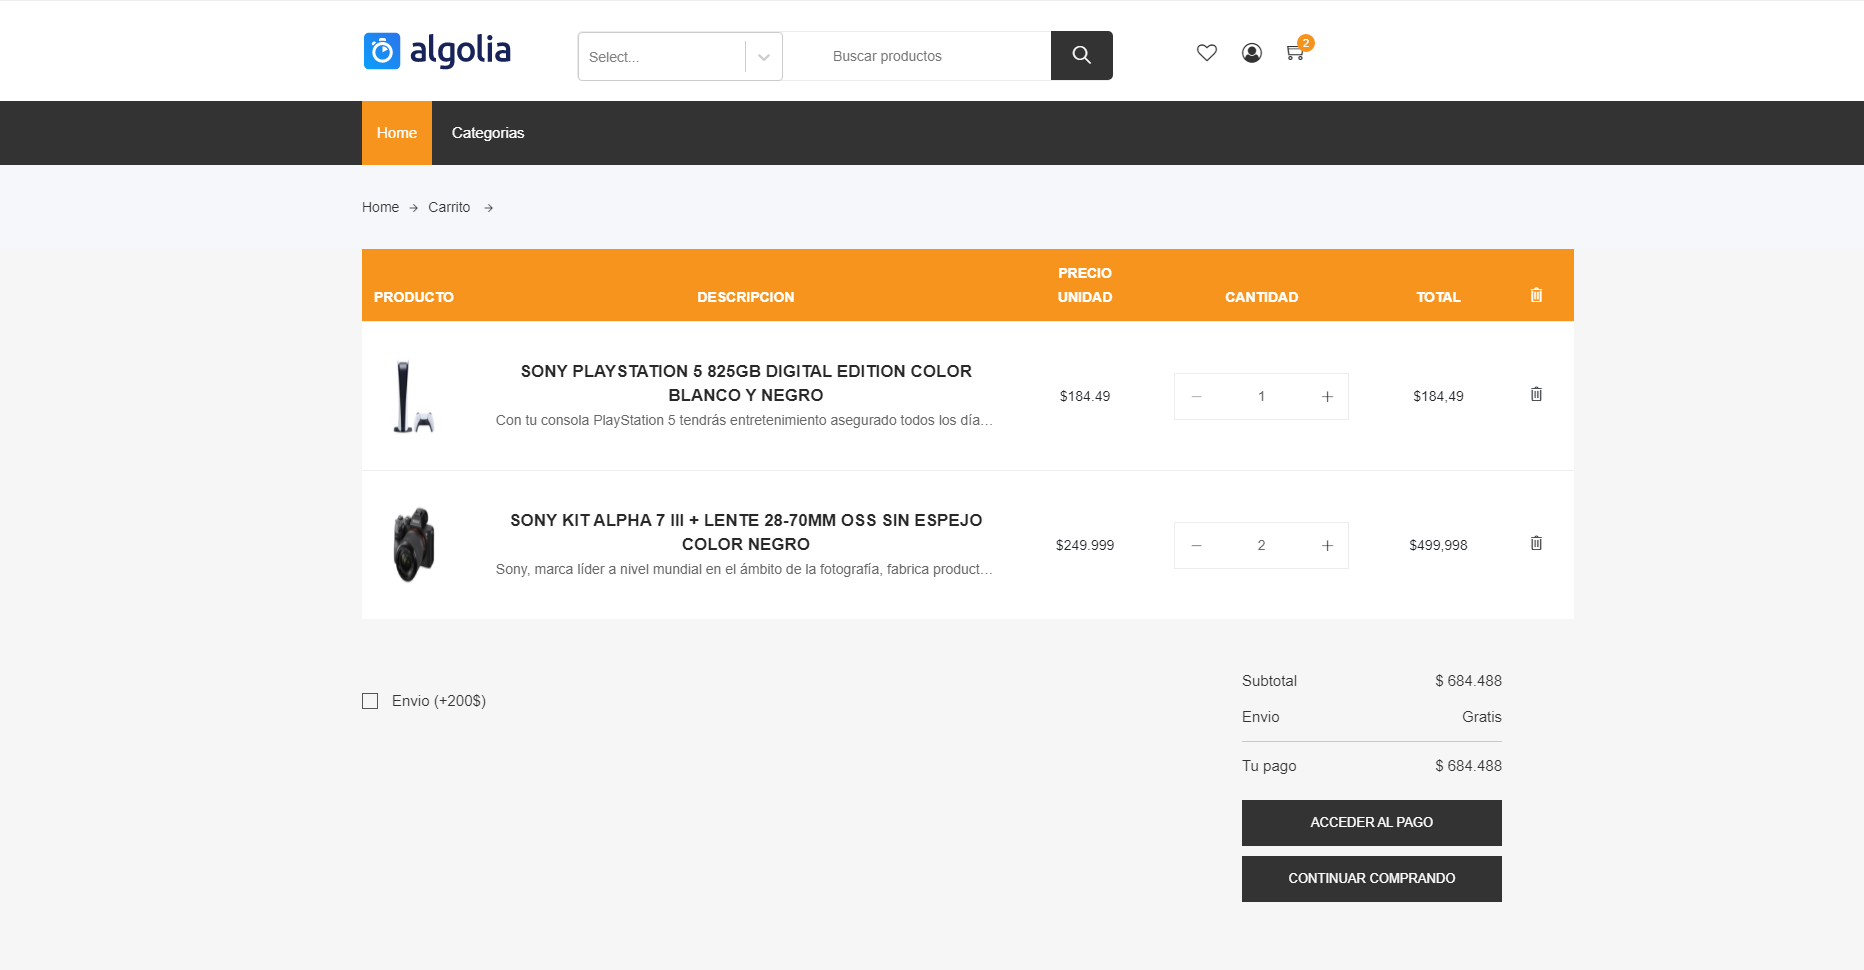 algolia
Select...
Buscar productos
2
Home
Categorias
Home → Carrito →
PRODUCTO
DESCRIPCION
PRECIO
UNIDAD
CANTIDAD
TOTAL
SONY PLAYSTATION 5 825GB DIGITAL EDITION COLOR
BLANCO Y NEGRO
Con tu consola PlayStation 5 tendrás entretenimiento asegurado todos los día...
$184.49
− 1 +
$184,49
SONY KIT ALPHA 7 III + LENTE 28-70MM OSS SIN ESPEJO
COLOR NEGRO
Sony, marca líder a nivel mundial en el ámbito de la fotografía, fabrica product...
$249.999
− 2 +
$499,998
Envio (+200$)
Subtotal $ 684.488
Envio Gratis
Tu pago $ 684.488
ACCEDER AL PAGO
CONTINUAR COMPRANDO